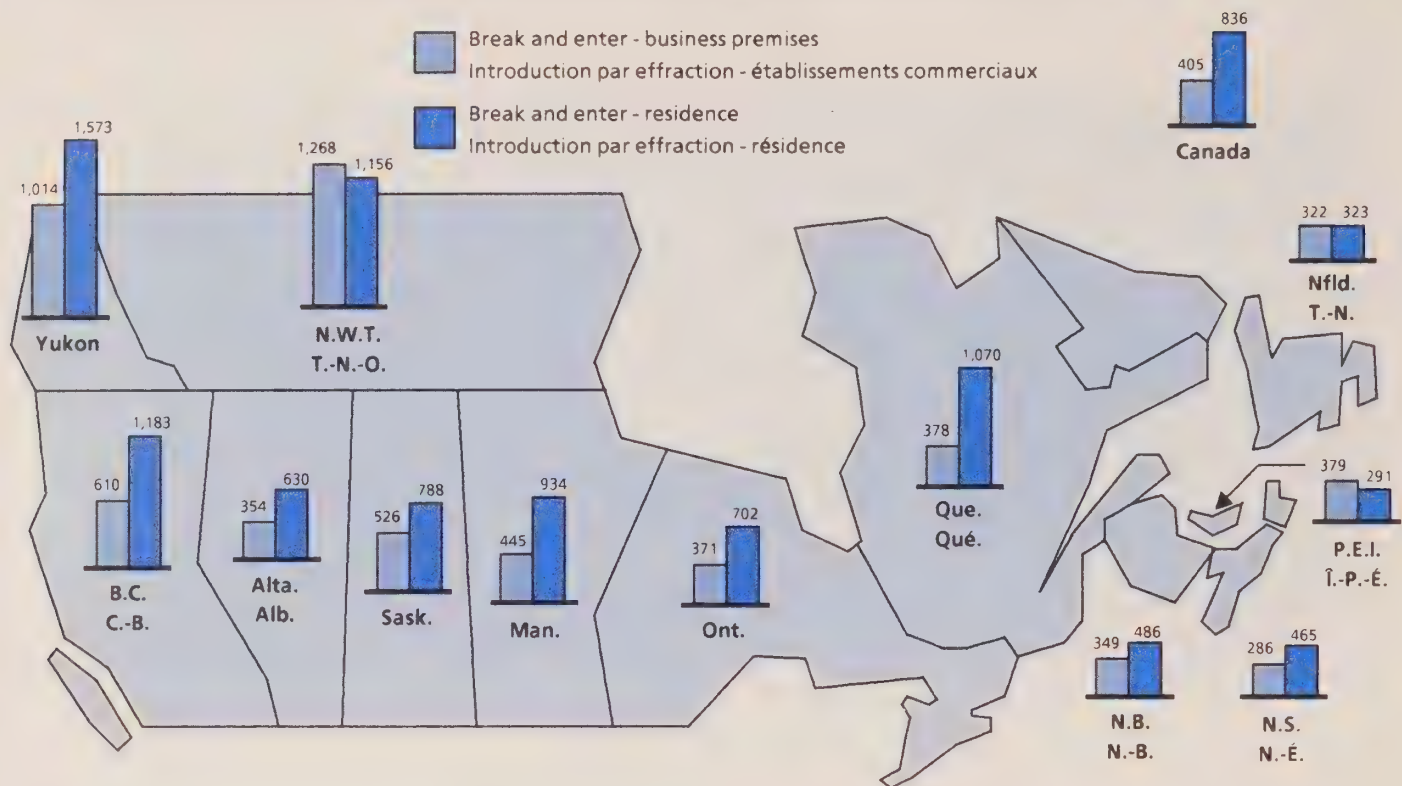 Break and enter - business premises
Introduction par effraction - établissements commerciaux
Break and enter - residence
Introduction par effraction - résidence
405
836
Canada
1,014
1,573
Yukon
1,268
1,156
N.W.T.
T.-N.-O.
322
323
Nfld.
T.-N.
610
1,183
B.C.
C.-B.
354
630
Alta.
Alb.
526
788
Sask.
445
934
Man.
371
702
Ont.
378
1,070
Que.
Qué.
379
291
P.E.I.
Î.-P.-É.
349
486
N.B.
N.-B.
286
465
N.S.
N.-É.